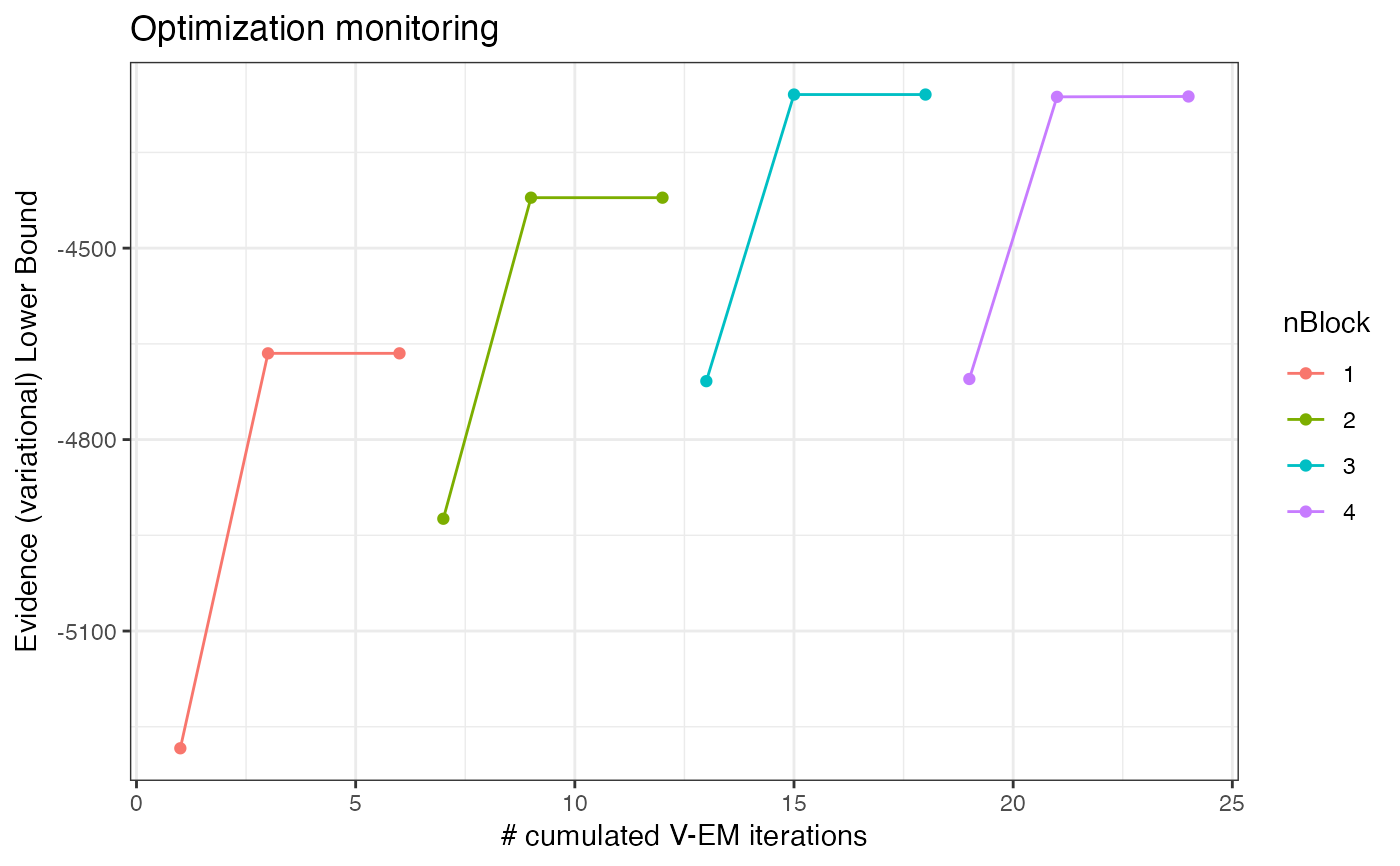 Optimization monitoring
Evidence (variational) Lower Bound
-4500
-4800
-5100
0 5 10 15 20 25
# cumulated V-EM iterations
nBlock
1
2
3
4